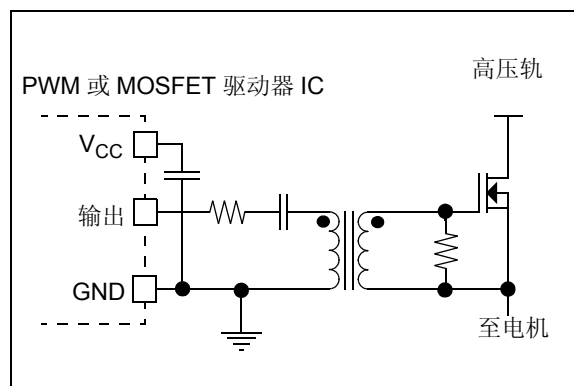 高压轨
PWM 或 MOSFET 驱动器 IC
VCC
输出
GND
至电机